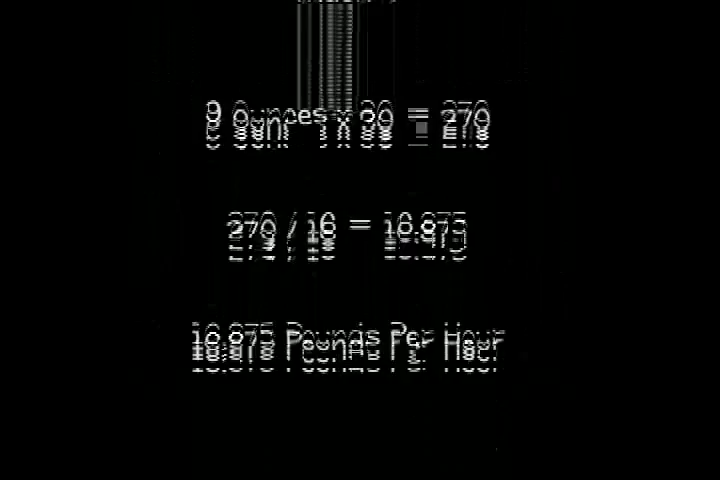 9 Ounces x 30 = 270
270 / 16 = 16.875
16.875 Pounds Per Hour